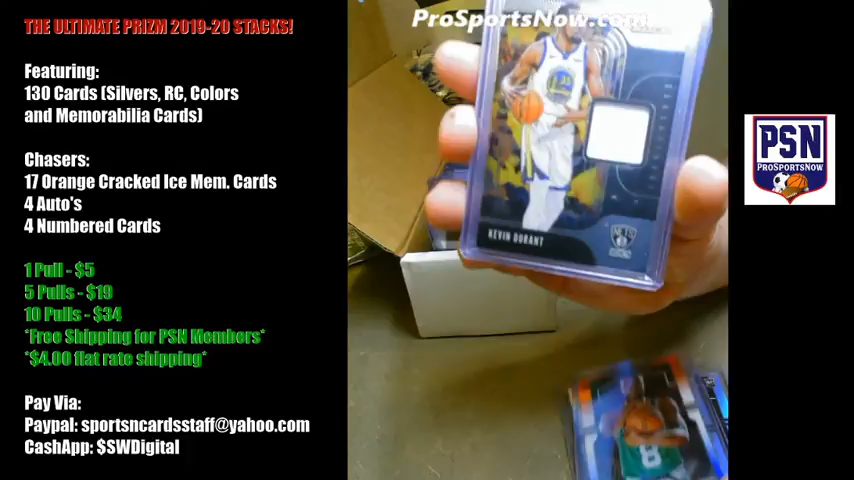 THE ULTIMATE PRIZM 2019-20 STACKS!
Featuring:
130 Cards (Silvers, RC, Colors
and Memorabilia Cards)
Chasers:
17 Orange Cracked Ice Mem. Cards
4 Auto's
4 Numbered Cards
1 Pull - $5
5 Pulls - $19
10 Pulls - $34
*Free Shipping for PSN Members*
*$4.00 flat rate shipping*
Pay Via:
Paypal: sportsncardsstaff@yahoo.com
CashApp: $SWDigital
ProSportsNow.com
KEVIN DURANT
NETS
8
PSN
PROSPORTSNOW